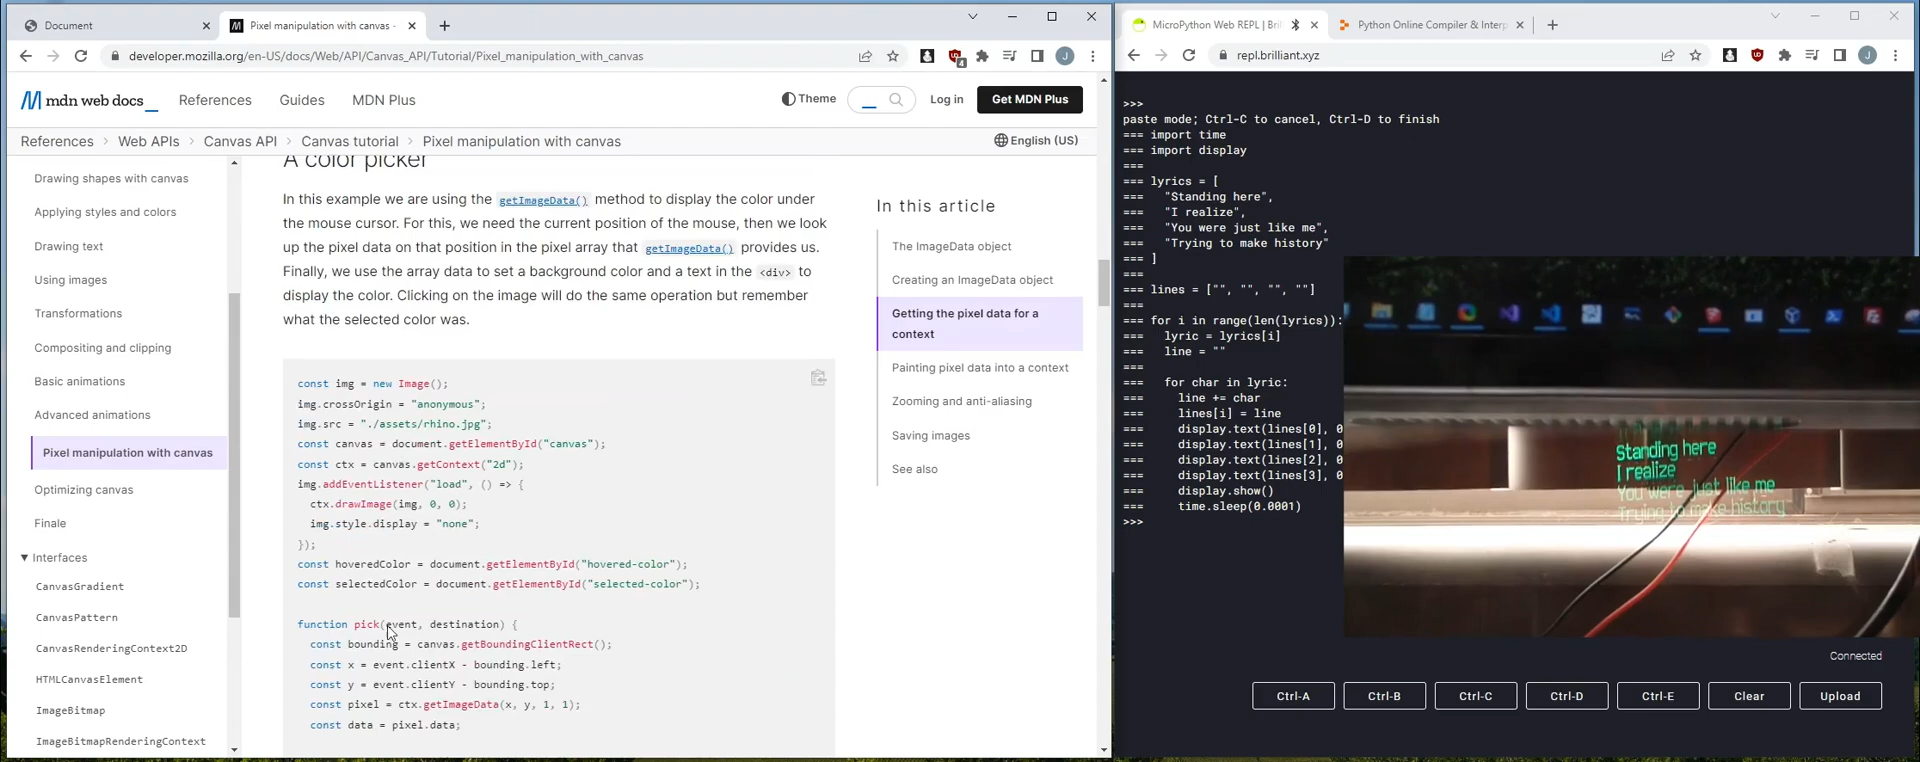 Document
Pixel manipulation with canvas -
developer.mozilla.org/en-US/docs/Web/API/Canvas_API/Tutorial/Pixel_manipulation_with_canvas
4
J
mdn web docs_
References
Guides
MDN Plus
Theme
Log in
Get MDN Plus
References
Web APIs
Canvas API
Canvas tutorial
Pixel manipulation with canvas
English (US)
Drawing shapes with canvas
Applying styles and colors
Drawing text
Using images
Transformations
Compositing and clipping
Basic animations
Advanced animations
Pixel manipulation with canvas
Optimizing canvas
Finale
Interfaces
CanvasGradient
CanvasPattern
CanvasRenderingContext2D
HTMLCanvasElement
ImageBitmap
ImageBitmapRenderingContext
A color picker
In this example we are using the getImageData() method to display the color under
the mouse cursor. For this, we need the current position of the mouse, then we look
up the pixel data on that position in the pixel array that getImageData() provides us.
Finally, we use the array data to set a background color and a text in the <div> to
display the color. Clicking on the image will do the same operation but remember
what the selected color was.
const img = new Image();
img.crossOrigin = "anonymous";
img.src = "./assets/rhino.jpg";
const canvas = document.getElementById("canvas");
const ctx = canvas.getContext("2d");
img.addEventListener("load", () => {
ctx.drawImage(img, 0, 0);
img.style.display = "none";
});
const hoveredColor = document.getElementById("hovered-color");
const selectedColor = document.getElementById("selected-color");
function pick(event, destination) {
const bounding = canvas.getBoundingClientRect();
const x = event.clientX - bounding.left;
const y = event.clientY - bounding.top;
const pixel = ctx.getImageData(x, y, 1, 1);
const data = pixel.data;
In this article
The ImageData object
Creating an ImageData object
Getting the pixel data for a
context
Painting pixel data into a context
Zooming and anti-aliasing
Saving images
See also
MicroPython Web REPL | Bri
Python Online Compiler & Interp
repl.brilliant.xyz
J
>>>
paste mode; Ctrl-C to cancel, Ctrl-D to finish
=== import time
=== import display
===
=== lyrics = [
===   "Standing here",
===   "I realize",
===   "You were just like me",
===   "Trying to make history"
=== ]
===
=== lines = ["", "", "", ""]
===
=== for i in range(len(lyrics)):
===   lyric = lyrics[i]
===   line = ""
===
===   for char in lyric:
===     line += char
===     lines[i] = line
===     display.text(lines[0], 0
===     display.text(lines[1], 0
===     display.text(lines[2], 0
===     display.text(lines[3], 0
===     display.show()
===     time.sleep(0.0001)
>>>
Standing here
I realize
You were just like me
Trying to make history
Connected
Ctrl-A
Ctrl-B
Ctrl-C
Ctrl-D
Ctrl-E
Clear
Upload